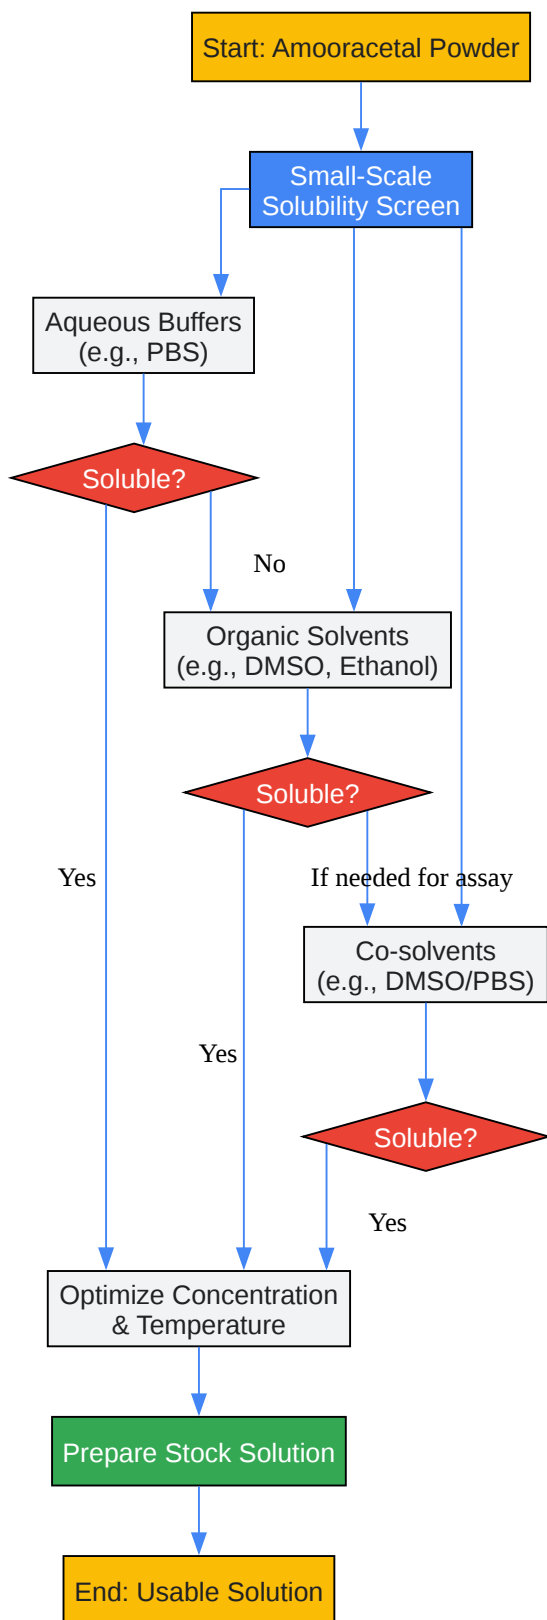 Start: Amooracetal Powder
Small-Scale
Solubility Screen
Aqueous Buffers
(e.g., PBS)
Soluble?
No
Organic Solvents
(e.g., DMSO, Ethanol)
Soluble?
Yes
If needed for assay
Co-solvents
(e.g., DMSO/PBS)
Yes
Soluble?
Yes
Optimize Concentration
& Temperature
Prepare Stock Solution
End: Usable Solution